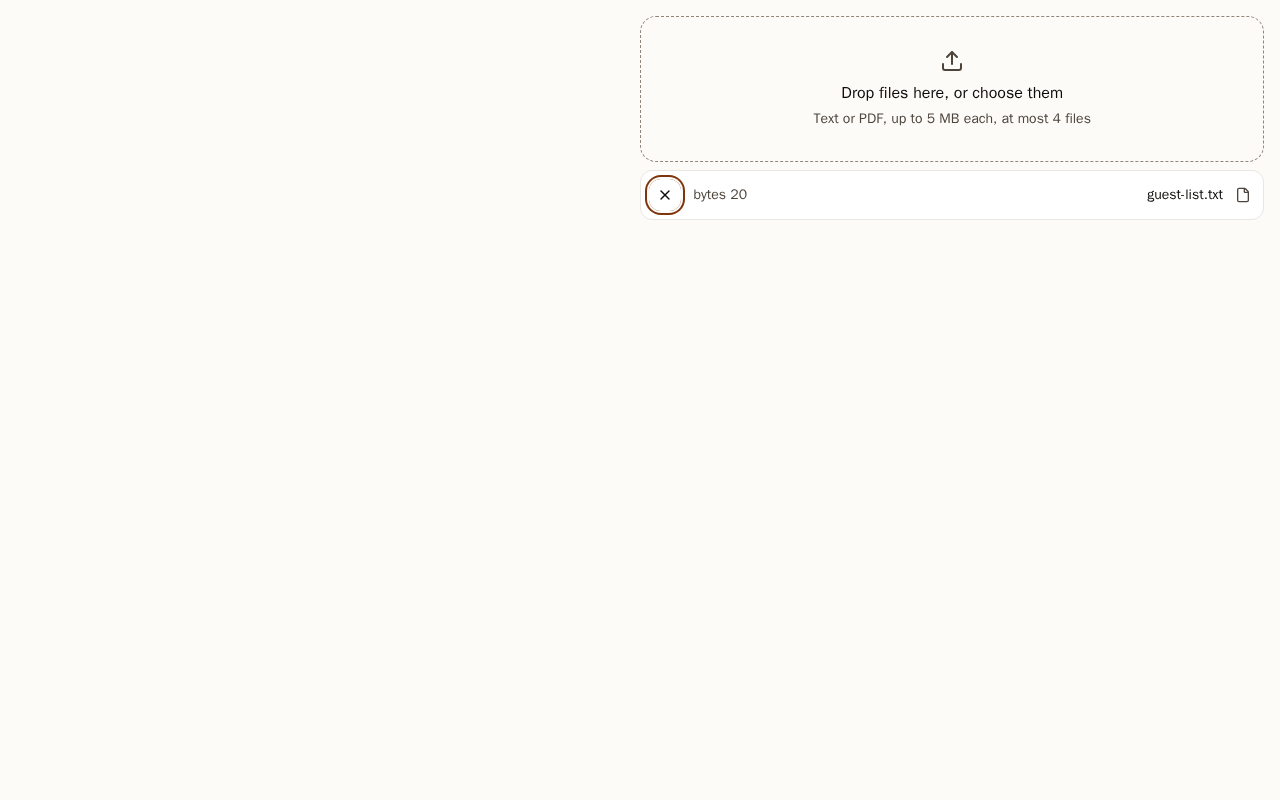 Drop files here, or choose them
Text or PDF, up to 5 MB each, at most 4 files
guest-list.txt
bytes 20